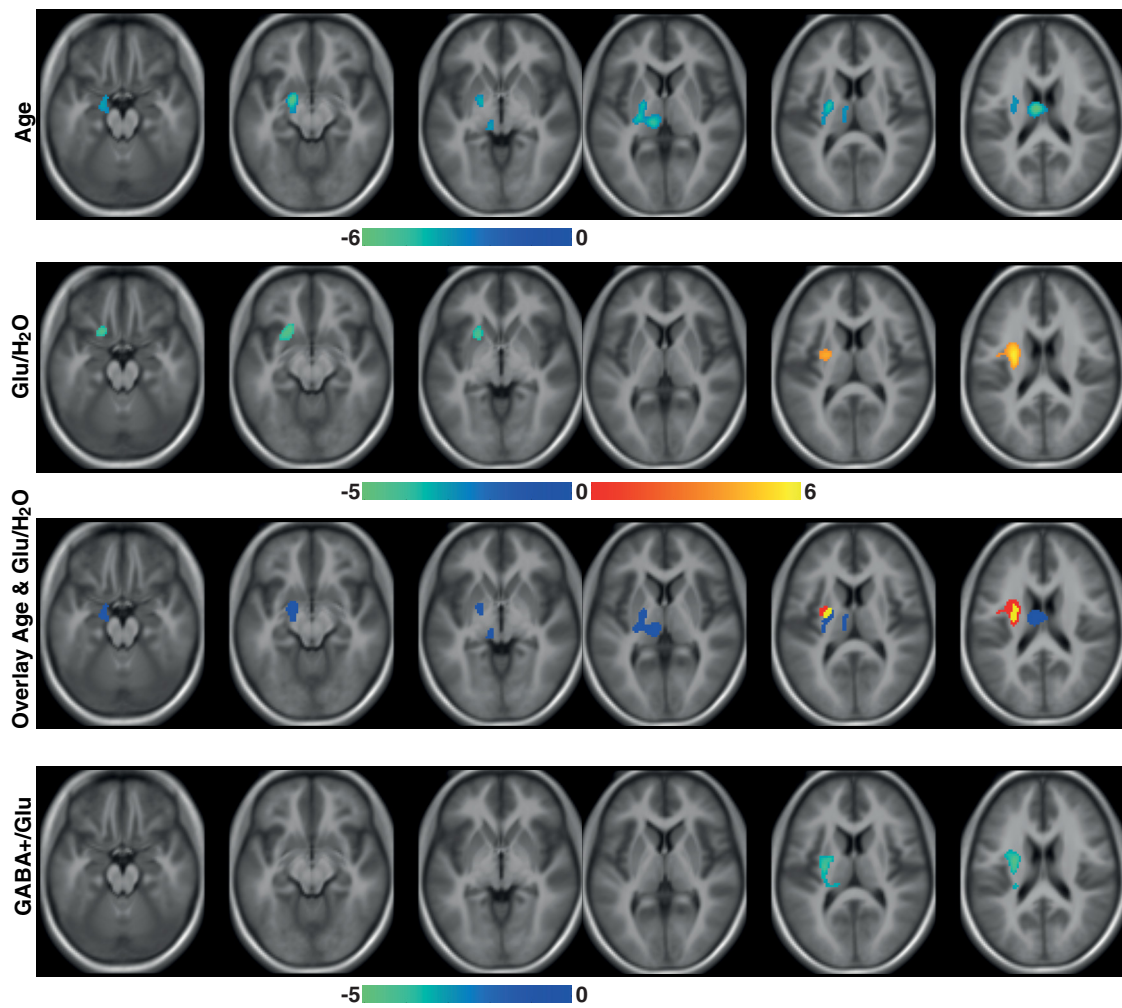 Age
-6 0
Glu/H₂O
-5 0 6
Overlay Age & Glu/H₂O
GABA+/Glu
-5 0